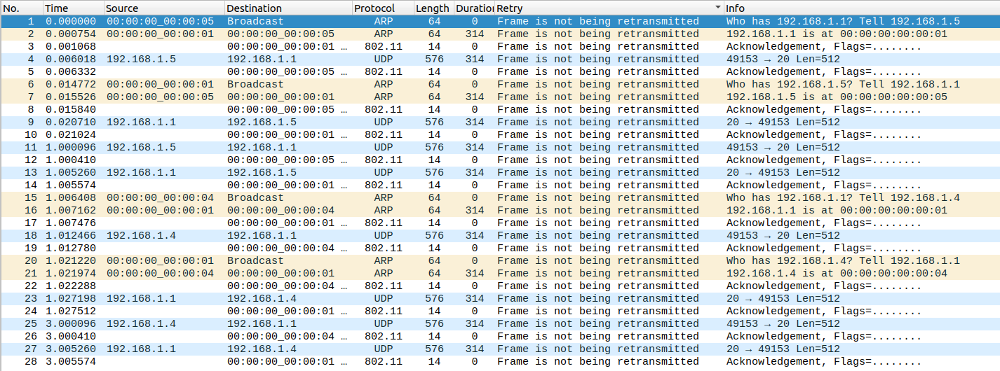 No. Time Source Destination Protocol Length Duration Retry Info
1 0.000000 00:00:00_00:00:05 Broadcast ARP 64 0 Frame is not being retransmitted Who has 192.168.1.1? Tell 192.168.1.5
2 0.000754 00:00:00_00:00:01 00:00:00_00:00:05 ARP 64 314 Frame is not being retransmitted 192.168.1.1 is at 00:00:00:00:00:01
3 0.001068 00:00:00_00:00:01 … 802.11 14 0 Frame is not being retransmitted Acknowledgement, Flags=........
4 0.006018 192.168.1.5 192.168.1.1 UDP 576 314 Frame is not being retransmitted 49153 → 20 Len=512
5 0.006332 00:00:00_00:00:05 … 802.11 14 0 Frame is not being retransmitted Acknowledgement, Flags=........
6 0.014772 00:00:00_00:00:01 Broadcast ARP 64 0 Frame is not being retransmitted Who has 192.168.1.5? Tell 192.168.1.1
7 0.015526 00:00:00_00:00:05 00:00:00_00:00:01 ARP 64 314 Frame is not being retransmitted 192.168.1.5 is at 00:00:00:00:00:05
8 0.015840 00:00:00_00:00:05 … 802.11 14 0 Frame is not being retransmitted Acknowledgement, Flags=........
9 0.020710 192.168.1.1 192.168.1.5 UDP 576 314 Frame is not being retransmitted 20 → 49153 Len=512
10 0.021024 00:00:00_00:00:01 … 802.11 14 0 Frame is not being retransmitted Acknowledgement, Flags=........
11 1.000096 192.168.1.5 192.168.1.1 UDP 576 314 Frame is not being retransmitted 49153 → 20 Len=512
12 1.000410 00:00:00_00:00:05 … 802.11 14 0 Frame is not being retransmitted Acknowledgement, Flags=........
13 1.005260 192.168.1.1 192.168.1.5 UDP 576 314 Frame is not being retransmitted 20 → 49153 Len=512
14 1.005574 00:00:00_00:00:01 … 802.11 14 0 Frame is not being retransmitted Acknowledgement, Flags=........
15 1.006408 00:00:00_00:00:04 Broadcast ARP 64 0 Frame is not being retransmitted Who has 192.168.1.1? Tell 192.168.1.4
16 1.007162 00:00:00_00:00:01 00:00:00_00:00:04 ARP 64 314 Frame is not being retransmitted 192.168.1.1 is at 00:00:00:00:00:01
17 1.007476 00:00:00_00:00:01 … 802.11 14 0 Frame is not being retransmitted Acknowledgement, Flags=........
18 1.012466 192.168.1.4 192.168.1.1 UDP 576 314 Frame is not being retransmitted 49153 → 20 Len=512
19 1.012780 00:00:00_00:00:04 … 802.11 14 0 Frame is not being retransmitted Acknowledgement, Flags=........
20 1.021220 00:00:00_00:00:01 Broadcast ARP 64 0 Frame is not being retransmitted Who has 192.168.1.4? Tell 192.168.1.1
21 1.021974 00:00:00_00:00:04 00:00:00_00:00:01 ARP 64 314 Frame is not being retransmitted 192.168.1.4 is at 00:00:00:00:00:04
22 1.022288 00:00:00_00:00:04 … 802.11 14 0 Frame is not being retransmitted Acknowledgement, Flags=........
23 1.027198 192.168.1.1 192.168.1.4 UDP 576 314 Frame is not being retransmitted 20 → 49153 Len=512
24 1.027512 00:00:00_00:00:01 … 802.11 14 0 Frame is not being retransmitted Acknowledgement, Flags=........
25 3.000096 192.168.1.4 192.168.1.1 UDP 576 314 Frame is not being retransmitted 49153 → 20 Len=512
26 3.000410 00:00:00_00:00:04 … 802.11 14 0 Frame is not being retransmitted Acknowledgement, Flags=........
27 3.005260 192.168.1.1 192.168.1.4 UDP 576 314 Frame is not being retransmitted 20 → 49153 Len=512
28 3.005574 00:00:00_00:00:01 … 802.11 14 0 Frame is not being retransmitted Acknowledgement, Flags=........